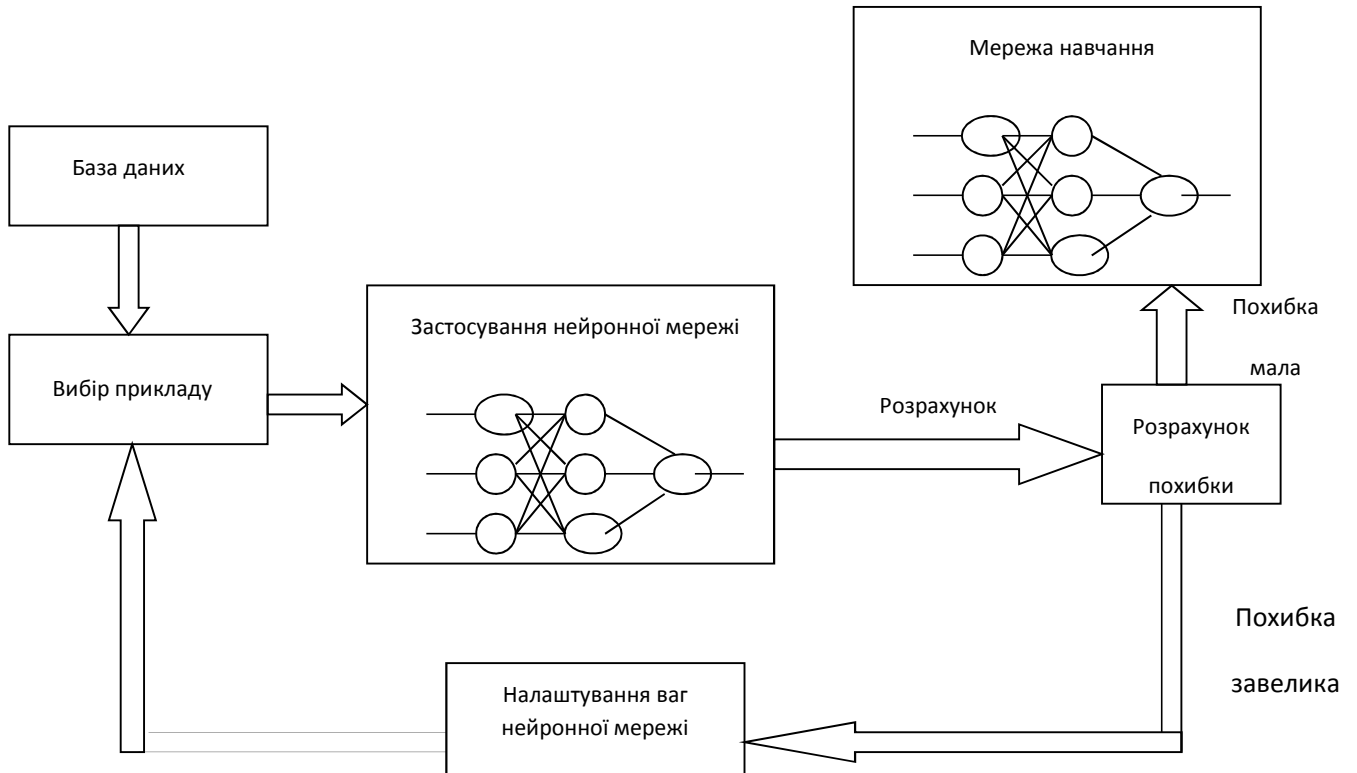 Мережа навчання
База даних
Застосування нейронної мережі
Похибка
мала
Вибір прикладу
Розрахунок
Розрахунок
похибки
Похибка
завелика
Налаштування ваг
нейронної мережі